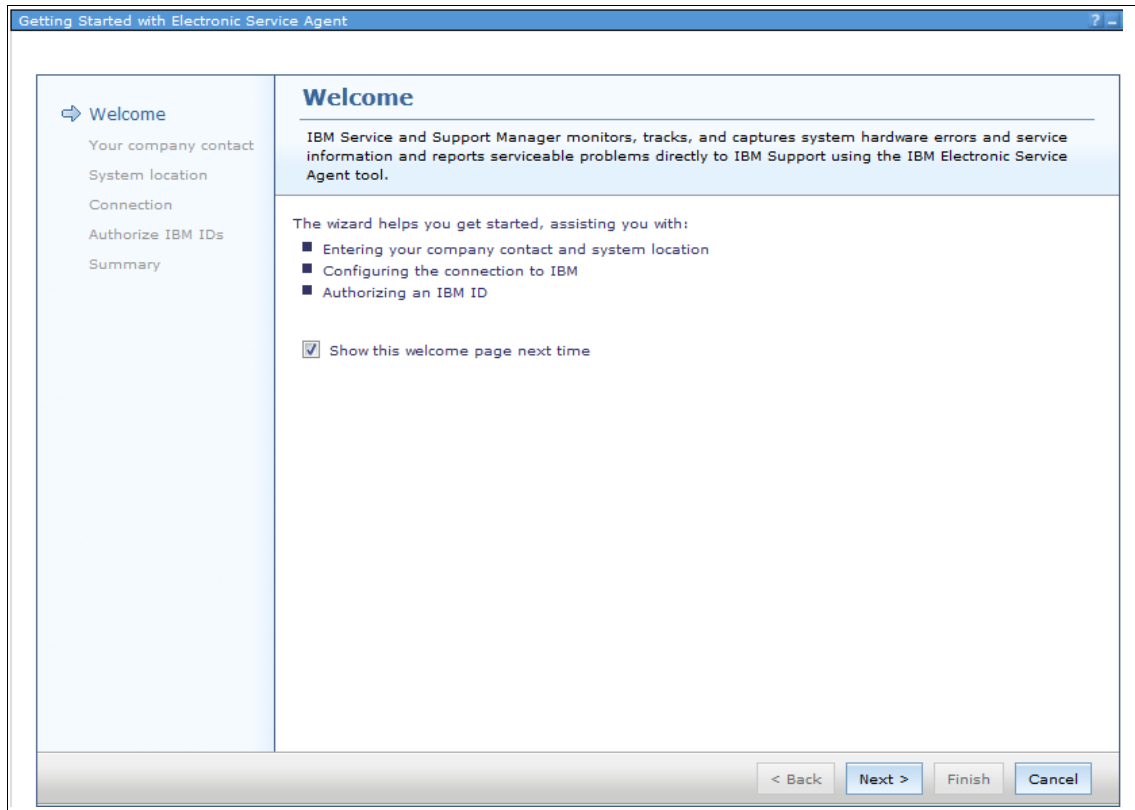 Getting Started with Electronic Service Agent
?
Welcome
Your company contact
System location
Connection
Authorize IBM IDs
Summary
Welcome
IBM Service and Support Manager monitors, tracks, and captures system hardware errors and service
information and reports serviceable problems directly to IBM Support using the IBM Electronic Service
Agent tool.
The wizard helps you get started, assisting you with:
Entering your company contact and system location
Configuring the connection to IBM
Authorizing an IBM ID
Show this welcome page next time
< Back
Next >
Finish
Cancel